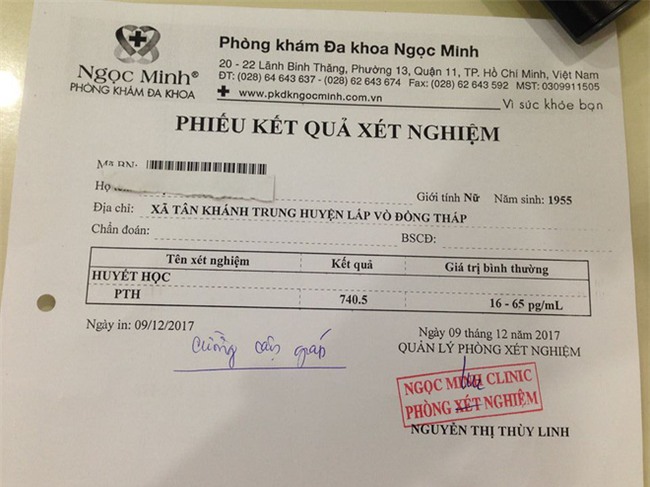 Ngọc Minh®
PHÒNG KHÁM ĐA KHOA
Phòng khám Đa khoa Ngọc Minh
20 - 22 Lãnh Binh Thăng, Phường 13, Quận 11, TP. Hồ Chí Minh, Việt Nam
ĐT: (028) 64 643 637 - (028) 62 643 674 Fax: (028) 62 643 592 MST: 0309911505
www.pkdkngocminh.com.vn
Vì sức khỏe bạn
PHIẾU KẾT QUẢ XÉT NGHIỆM
Mã BN:
Họ
Giới tính Nữ Năm sinh: 1955
Địa chỉ: XÃ TÂN KHÁNH TRUNG HUYỆN LẤP VÒ ĐỒNG THÁP
Chẩn đoán: BSCĐ:
Tên xét nghiệm Kết quả Giá trị bình thường
HUYẾT HỌC
PTH 740.5 16 - 65 pg/mL
Ngày in: 09/12/2017
Ngày 09 tháng 12 năm 2017
cường cận giáp
QUẢN LÝ PHÒNG XÉT NGHIỆM
NGỌC MINH CLINIC
PHÒNG XÉT NGHIỆM
NGUYỄN THỊ THÙY LINH